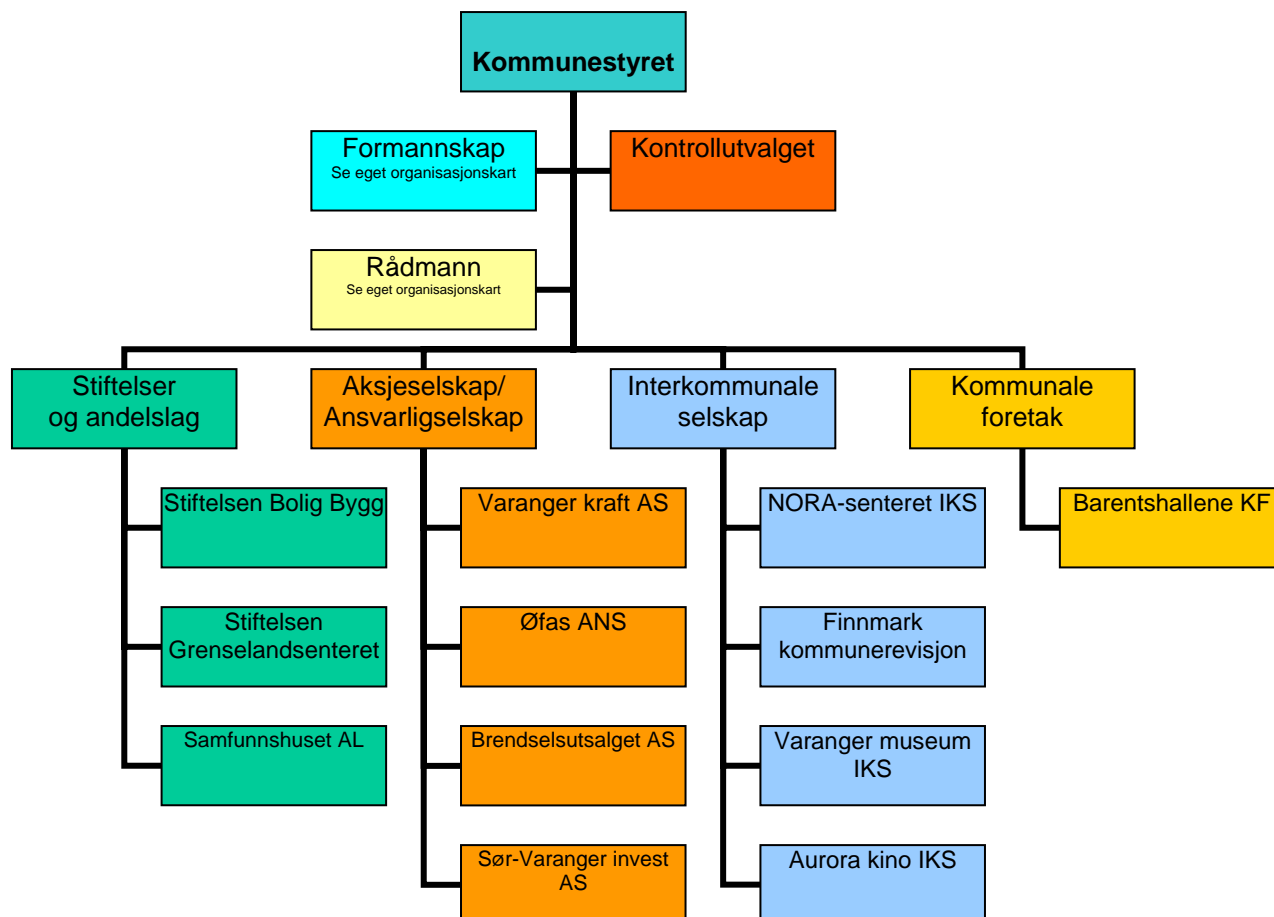 Kommunestyret
Formannskap
Se eget organisasjonskart
Kontrollutvalget
Rådmann
Se eget organisasjonskart
Stiftelser
og andelslag
Aksjeselskap/
Ansvarligselskap
Interkommunale
selskap
Kommunale
foretak
Stiftelsen Bolig Bygg
Varanger kraft AS
NORA-senteret IKS
Barentshallene KF
Stiftelsen
Grenselandsenteret
Øfas ANS
Finnmark
kommunerevisjon
Samfunnshuset AL
Brendselsutsalget AS
Varanger museum
IKS
Sør-Varanger invest
AS
Aurora kino IKS